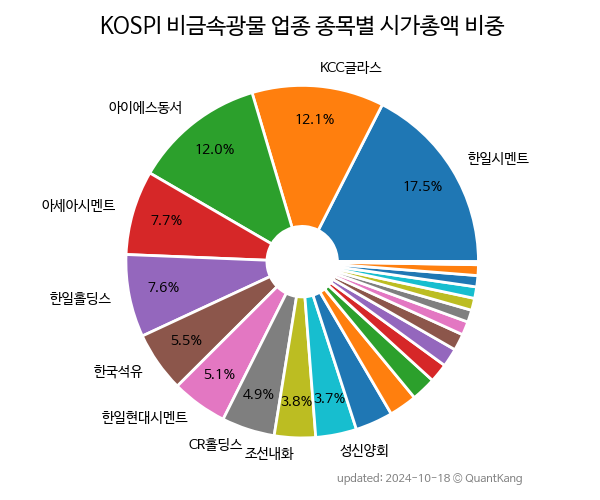 KOSPI 비금속광물 업종 종목별 시가총액 비중
KCC글라스
12.1%
아이에스동서
12.0%
한일시멘트
17.5%
아세아시멘트
7.7%
한일홀딩스
7.6%
한국석유
5.5%
한일현대시멘트
5.1%
CR홀딩스
4.9%
조선내화
3.8%
성신양회
3.7%
updated: 2024-10-18 © QuantKang